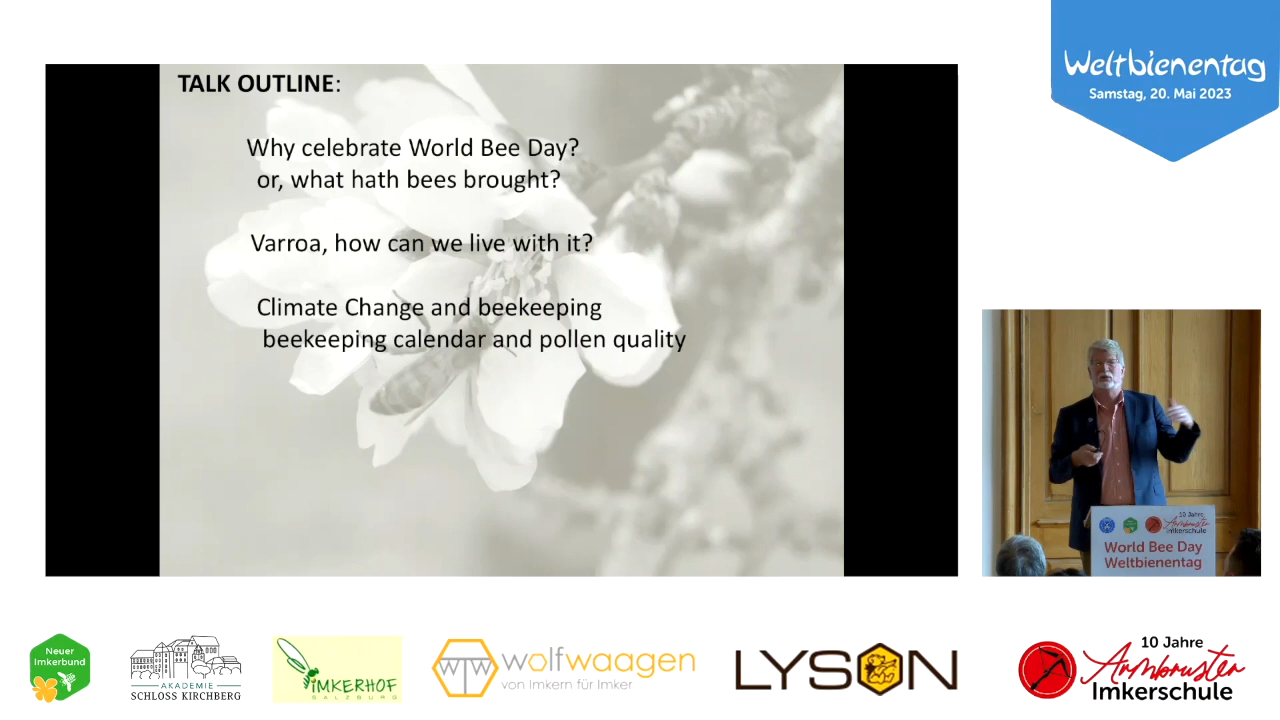 TALK OUTLINE:
Why celebrate World Bee Day?
or, what hath bees brought?
Varroa, how can we live with it?
Climate Change and beekeeping
beekeeping calendar and pollen quality
Weltbienentag
Samstag, 20. Mai 2023
10 Jahre
Armbruster
Imkerschule
World Bee Day
Weltbienentag
Neuer
Imkerbund
AKADEMIE
SCHLOSS KIRCHBERG
IMKERHOF
SALZBURG
WTW
wolfwaagen
von Imkern für Imker
LYSON
10 Jahre
Armbruster
Imkerschule